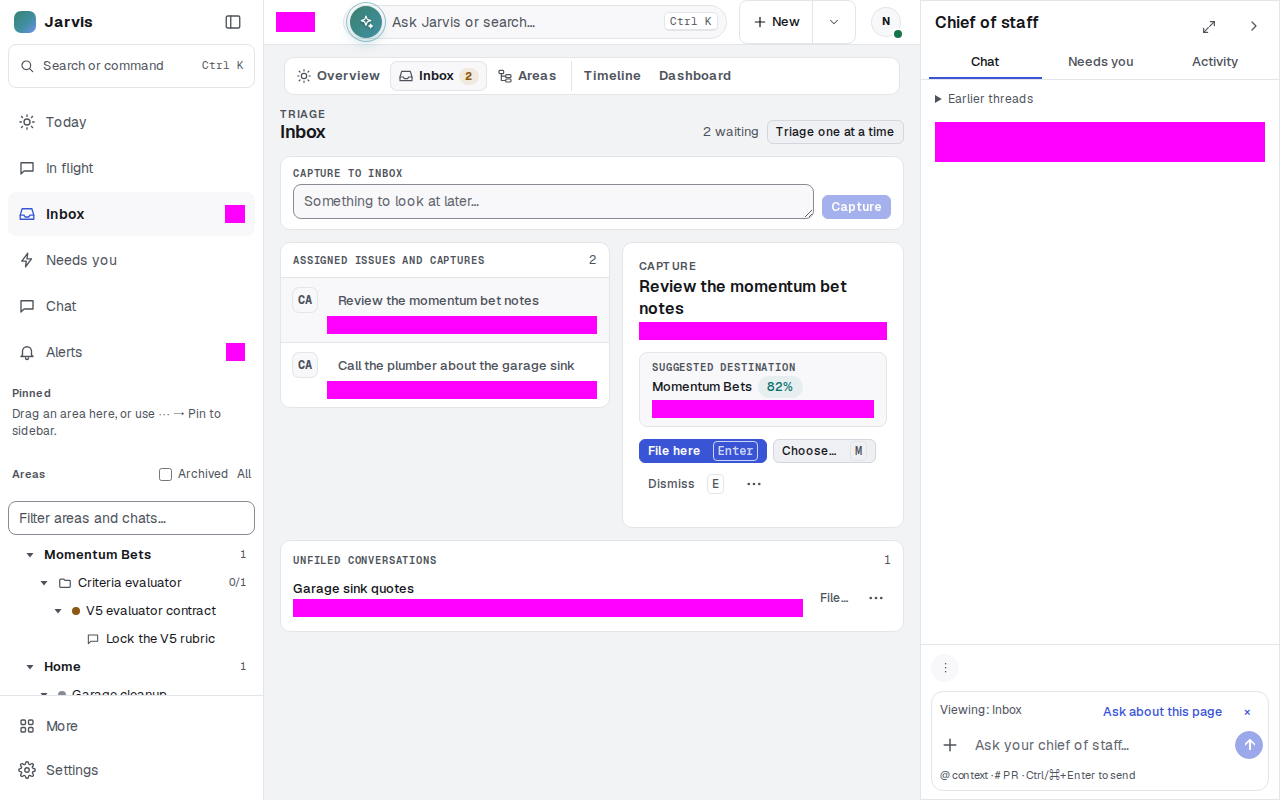 Jarvis
Search or command Ctrl K
Today
In flight
Inbox
Needs you
Chat
Alerts
Pinned
Drag an area here, or use ··· → Pin to
sidebar.
Areas Archived All
Filter areas and chats…
Momentum Bets 1
Criteria evaluator 0/1
V5 evaluator contract
Lock the V5 rubric
Home 1
Garage cleanup
More
Settings
Ask Jarvis or search… Ctrl K
New
N
Overview Inbox 2 Areas Timeline Dashboard
TRIAGE
Inbox
2 waiting Triage one at a time
CAPTURE TO INBOX
Something to look at later…
Capture
ASSIGNED ISSUES AND CAPTURES 2
CA Review the momentum bet notes
CA Call the plumber about the garage sink
CAPTURE
Review the momentum bet
notes
SUGGESTED DESTINATION
Momentum Bets 82%
File here Enter Choose… M
Dismiss E ···
UNFILED CONVERSATIONS 1
Garage sink quotes
File… ···
Chief of staff
Chat Needs you Activity
Earlier threads
Viewing: Inbox Ask about this page ×
Ask your chief of staff…
@ context · # PR · Ctrl/⌘+Enter to send